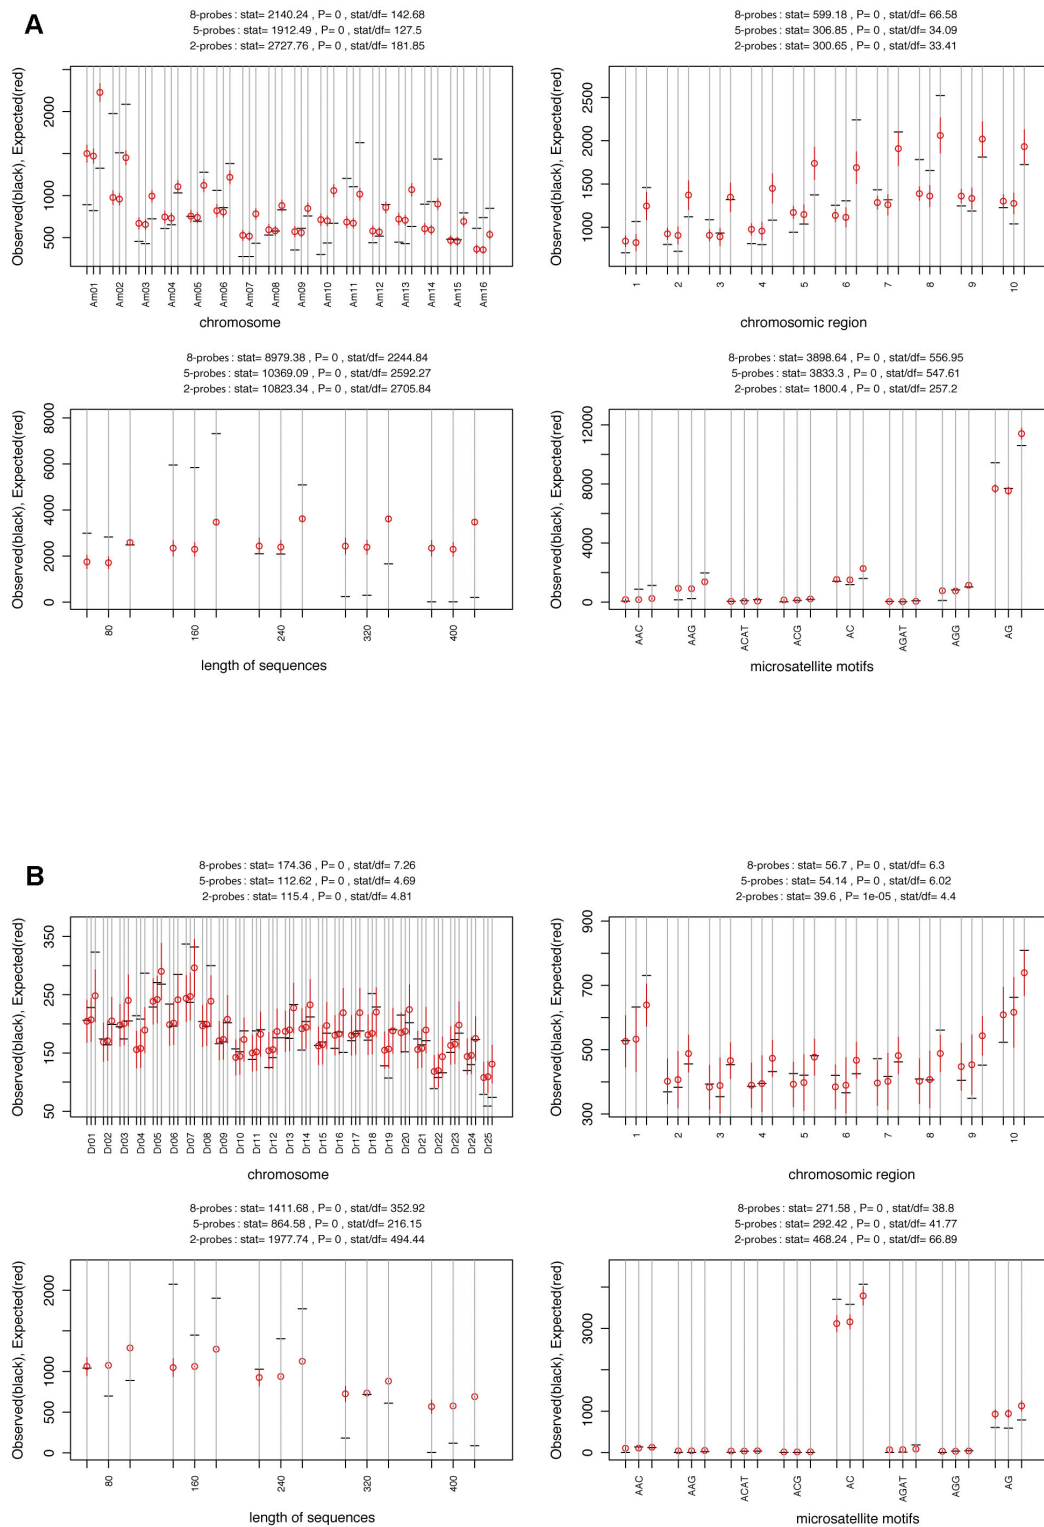 A
8-probes : stat= 2140.24 , P= 0 , stat/df= 142.68
5-probes : stat= 1912.49 , P= 0 , stat/df= 127.5
2-probes : stat= 2727.76 , P= 0 , stat/df= 181.85
Observed(black), Expected(red)
500 1000 2000
Am01 Am02 Am03 Am04 Am05 Am06 Am07 Am08 Am09 Am10 Am11 Am12 Am13 Am14 Am15 Am16
chromosome
8-probes : stat= 599.18 , P= 0 , stat/df= 66.58
5-probes : stat= 306.85 , P= 0 , stat/df= 34.09
2-probes : stat= 300.65 , P= 0 , stat/df= 33.41
Observed(black), Expected(red)
1000 1500 2000 2500
1 2 3 4 5 6 7 8 9 10
chromosomic region
8-probes : stat= 8979.38 , P= 0 , stat/df= 2244.84
5-probes : stat= 10369.09 , P= 0 , stat/df= 2592.27
2-probes : stat= 10823.34 , P= 0 , stat/df= 2705.84
Observed(black), Expected(red)
0 2000 4000 6000 8000
80 160 240 320 400
length of sequences
8-probes : stat= 3898.64 , P= 0 , stat/df= 556.95
5-probes : stat= 3833.3 , P= 0 , stat/df= 547.61
2-probes : stat= 1800.4 , P= 0 , stat/df= 257.2
Observed(black), Expected(red)
0 4000 8000 12000
AAC AAG ACAT ACG AC AGAT AGG AG
microsatellite motifs
B
8-probes : stat= 174.36 , P= 0 , stat/df= 7.26
5-probes : stat= 112.62 , P= 0 , stat/df= 4.69
2-probes : stat= 115.4 , P= 0 , stat/df= 4.81
Observed(black), Expected(red)
50 150 250 350
Dr01 Dr02 Dr03 Dr04 Dr05 Dr06 Dr07 Dr08 Dr09 Dr10 Dr11 Dr12 Dr13 Dr14 Dr15 Dr16 Dr17 Dr18 Dr19 Dr20 Dr21 Dr22 Dr23 Dr24 Dr25
chromosome
8-probes : stat= 56.7 , P= 0 , stat/df= 6.3
5-probes : stat= 54.14 , P= 0 , stat/df= 6.02
2-probes : stat= 39.6 , P= 1e-05 , stat/df= 4.4
Observed(black), Expected(red)
300 500 700 900
1 2 3 4 5 6 7 8 9 10
chromosomic region
8-probes : stat= 1411.68 , P= 0 , stat/df= 352.92
5-probes : stat= 864.58 , P= 0 , stat/df= 216.15
2-probes : stat= 1977.74 , P= 0 , stat/df= 494.44
Observed(black), Expected(red)
0 500 1000 2000
80 160 240 320 400
length of sequences
8-probes : stat= 271.58 , P= 0 , stat/df= 38.8
5-probes : stat= 292.42 , P= 0 , stat/df= 41.77
2-probes : stat= 468.24 , P= 0 , stat/df= 66.89
Observed(black), Expected(red)
0 1000 3000
AAC AAG ACAT ACG AC AGAT AGG AG
microsatellite motifs